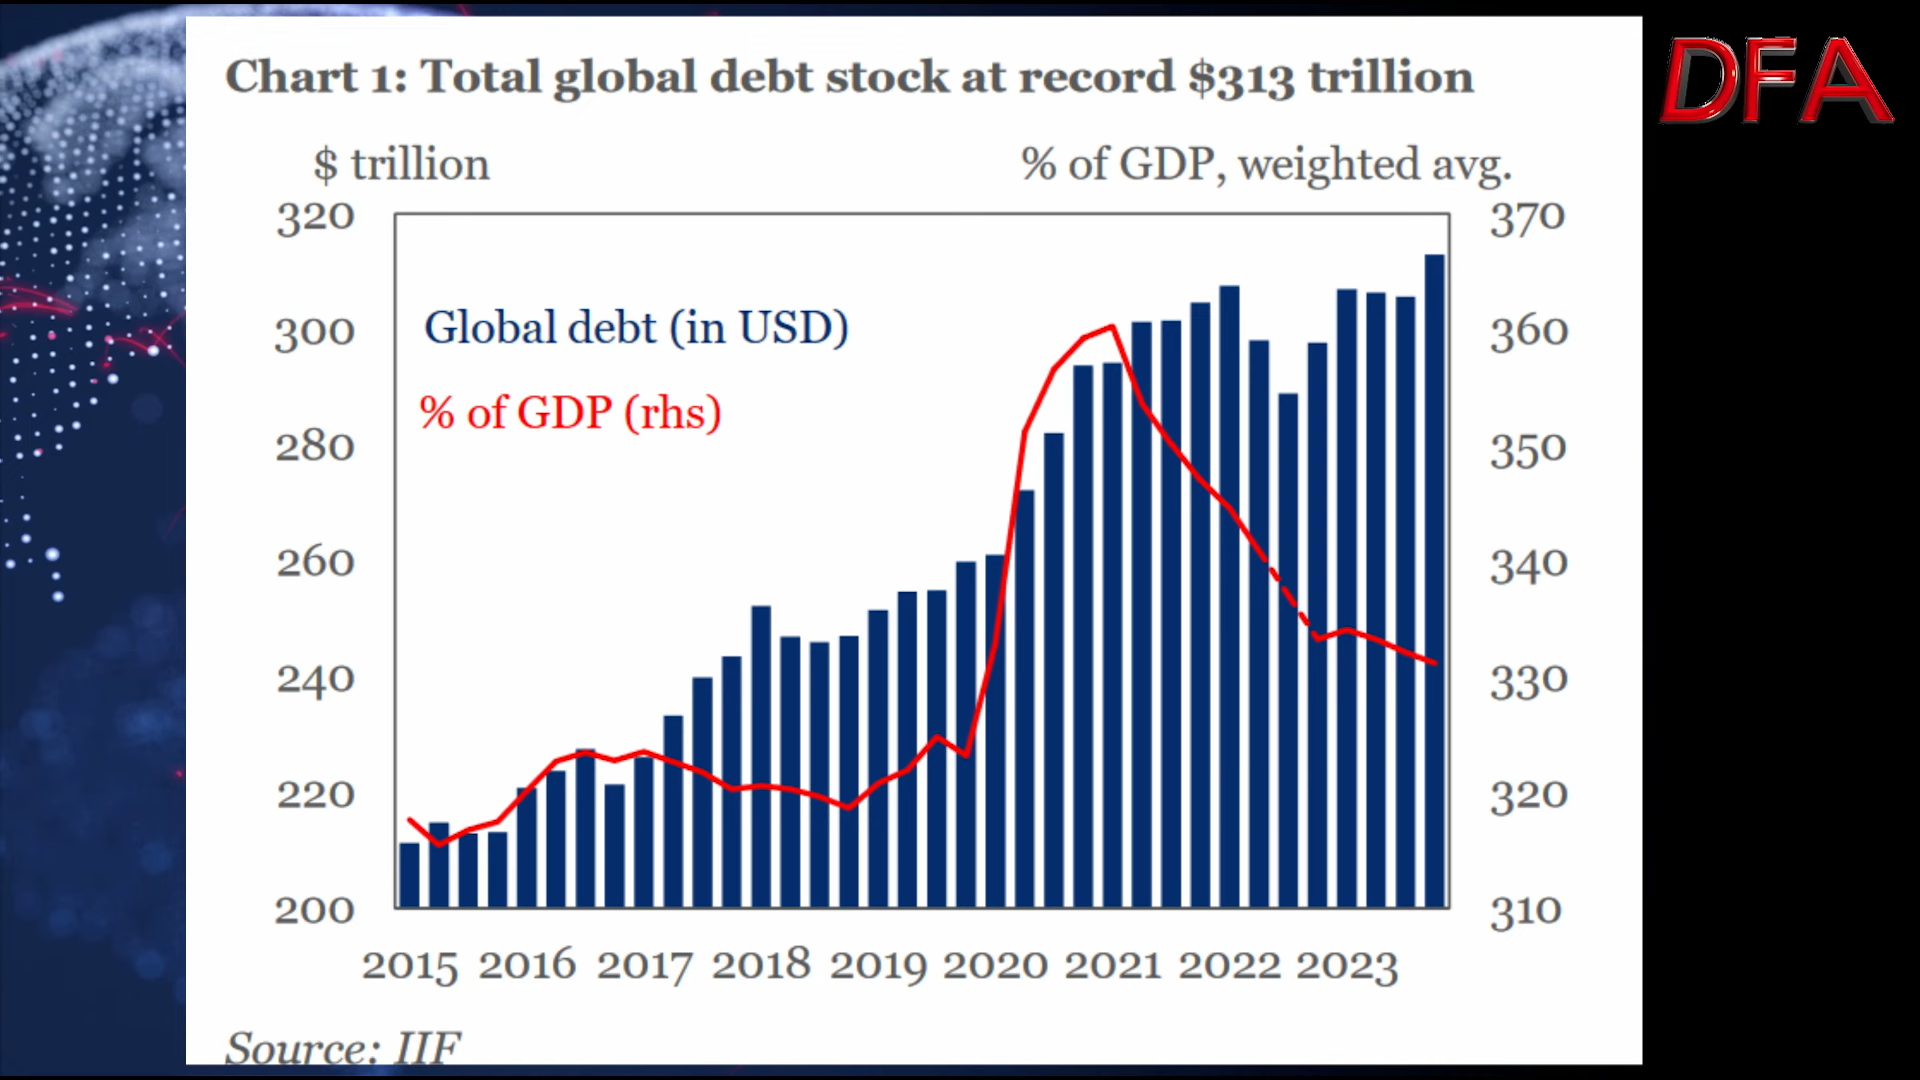 Chart 1: Total global debt stock at record $313 trillion
DFA
$ trillion
% of GDP, weighted avg.
320
370
300
360
Global debt (in USD)
% of GDP (rhs)
280
350
260
340
240
330
220
320
200
310
2015 2016 2017 2018 2019 2020 2021 2022 2023
Source: IIF